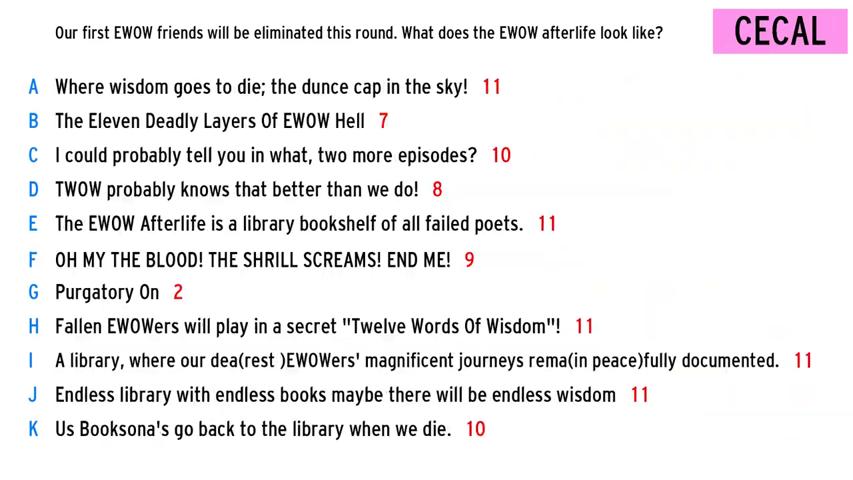 Our first EWOW friends will be eliminated this round. What does the EWOW afterlife look like?
CECAL
A Where wisdom goes to die; the dunce cap in the sky! 11
B The Eleven Deadly Layers Of EWOW Hell 7
C I could probably tell you in what, two more episodes? 10
D TWOW probably knows that better than we do! 8
E The EWOW Afterlife is a library bookshelf of all failed poets. 11
F OH MY THE BLOOD! THE SHRILL SCREAMS! END ME! 9
G Purgatory On 2
H Fallen EWOWers will play in a secret "Twelve Words Of Wisdom"! 11
I A library, where our dea(rest )EWOWers' magnificent journeys rema(in peace)fully documented. 11
J Endless library with endless books maybe there will be endless wisdom 11
K Us Booksona's go back to the library when we die. 10